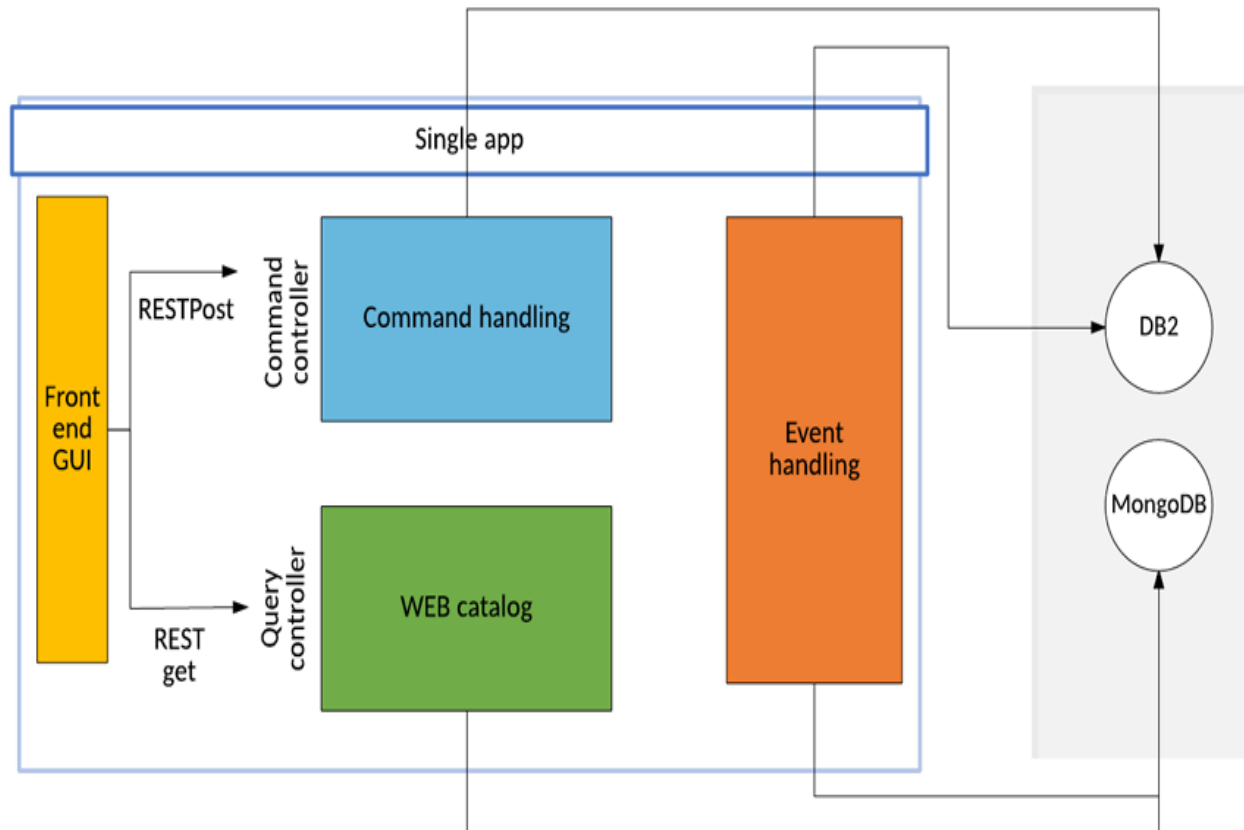 Single app
Front
end
GUI
RESTPost
Command
controller
Command handling
REST
get
Query
controller
WEB catalog
Event
handling
DB2
MongoDB